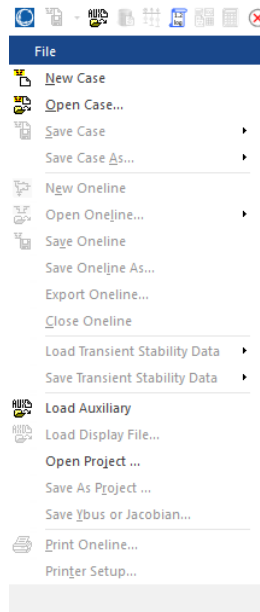 File
New Case
Open Case...
Save Case
Save Case As...
New Oneline
Open Oneline...
Save Oneline
Save Oneline As...
Export Oneline...
Close Oneline
Load Transient Stability Data
Save Transient Stability Data
Load Auxiliary
Load Display File...
Open Project ...
Save As Project ...
Save Ybus or Jacobian...
Print Oneline...
Printer Setup...